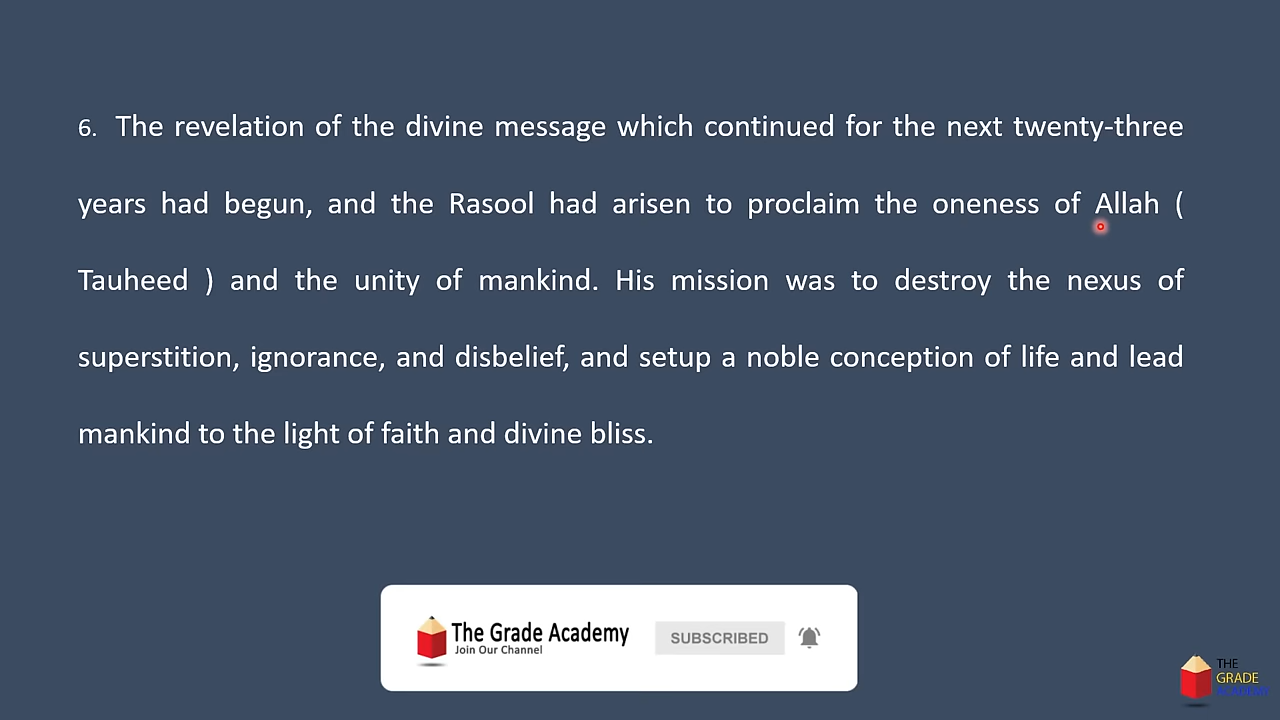 6. The revelation of the divine message which continued for the next twenty-three
years had begun, and the Rasool had arisen to proclaim the oneness of Allah (
Tauheed ) and the unity of mankind. His mission was to destroy the nexus of
superstition, ignorance, and disbelief, and setup a noble conception of life and lead
mankind to the light of faith and divine bliss.
The Grade Academy
Join Our Channel
SUBSCRIBED
THE
GRADE
ACADEMY